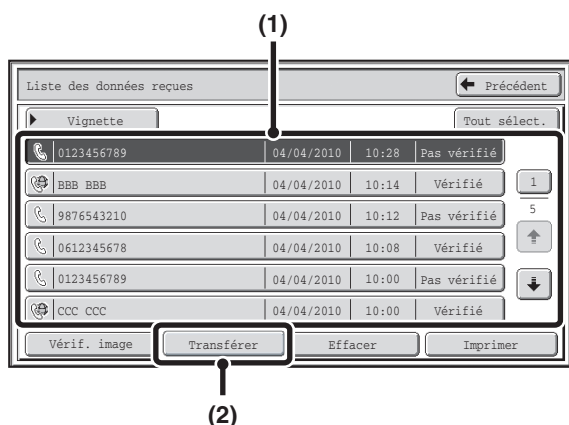 (1)
Liste des données reçues Précédent
Vignette Tout sélect.
0123456789 04/04/2010 10:28 Pas vérifié
BBB BBB 04/04/2010 10:14 Vérifié 1
9876543210 04/04/2010 10:12 Pas vérifié 5
0612345678 04/04/2010 10:08 Vérifié
0123456789 04/04/2010 10:00 Pas vérifié
CCC CCC 04/04/2010 10:00 Vérifié
Vérif. image Transférer Effacer Imprimer
(2)